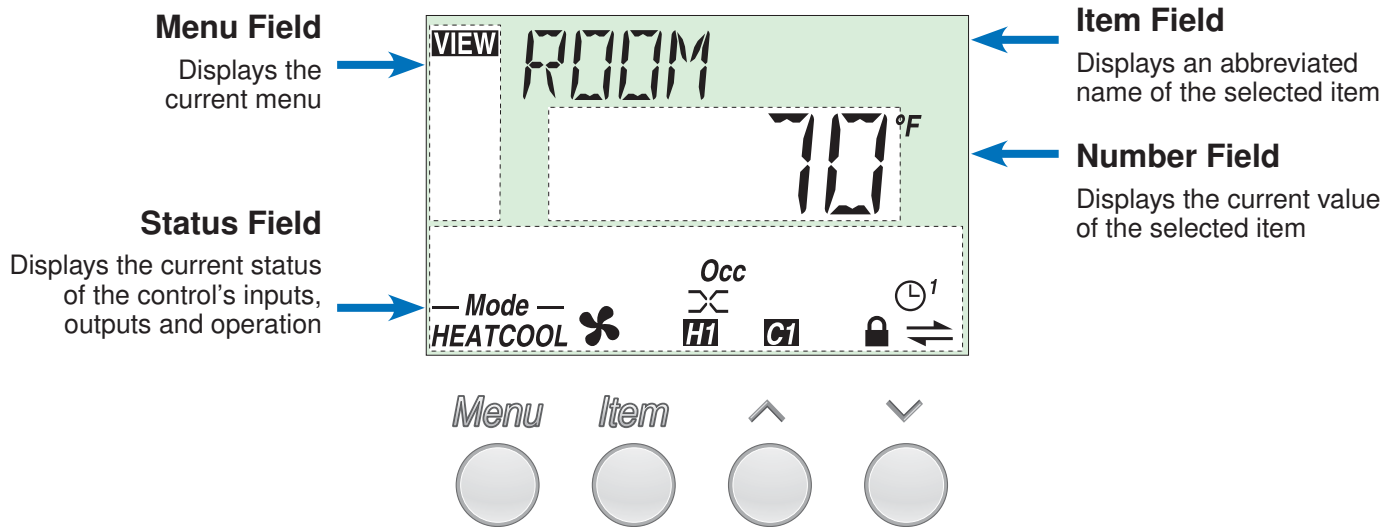 Menu Field
Displays the
current menu
Status Field
Displays the current status
of the control's inputs,
outputs and operation
VIEW
ROOM
70 °F
Occ
— Mode —
1
HEATCOOL
H1
C1
Item Field
Displays an abbreviated
name of the selected item
Number Field
Displays the current value
of the selected item
Menu
Item